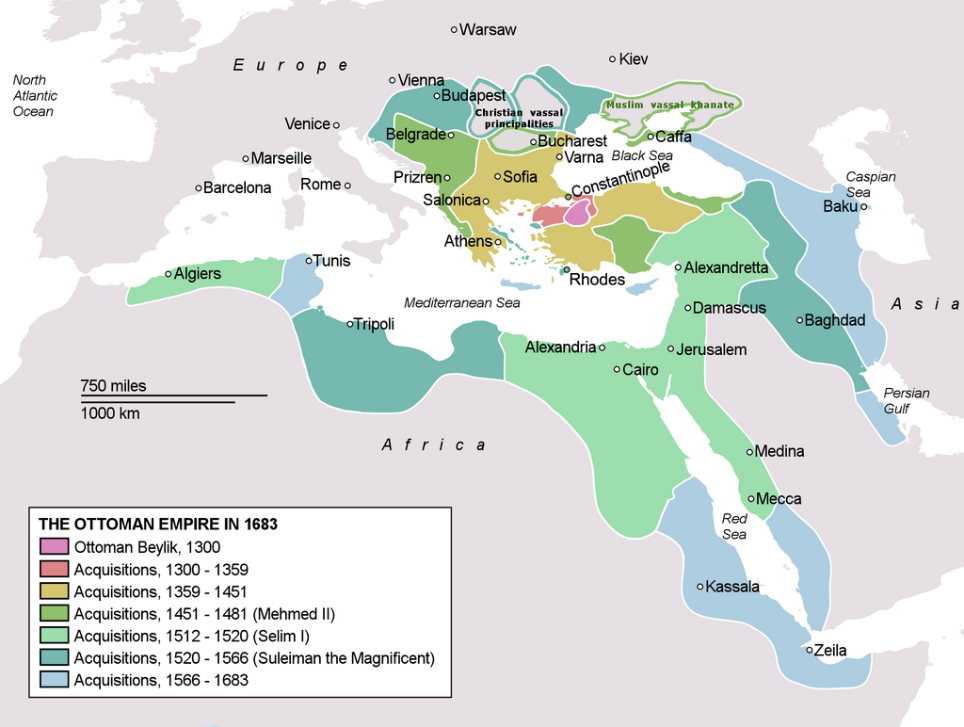 Warsaw
Kiev
E u r o p e
North
Atlantic
Ocean
Vienna
Budapest
Muslim vassal khanate
Christian vassal
principalities
Venice
Belgrade
Bucharest
Caffa
Varna
Black Sea
Marseille
Barcelona
Rome
Prizren
Sofia
Constantinople
Caspian
Sea
Baku
Salonica
Athens
Algiers
Tunis
Rhodes
Alexandretta
Mediterranean Sea
A s i a
Tripoli
Damascus
Baghdad
Alexandria
Jerusalem
Cairo
750 miles
1000 km
Persian
Gulf
A f r i c a
Medina
Mecca
Red
Sea
Kassala
Zeila
THE OTTOMAN EMPIRE IN 1683
Ottoman Beylik, 1300
Acquisitions, 1300 - 1359
Acquisitions, 1359 - 1451
Acquisitions, 1451 - 1481 (Mehmed II)
Acquisitions, 1512 - 1520 (Selim I)
Acquisitions, 1520 - 1566 (Suleiman the Magnificent)
Acquisitions, 1566 - 1683